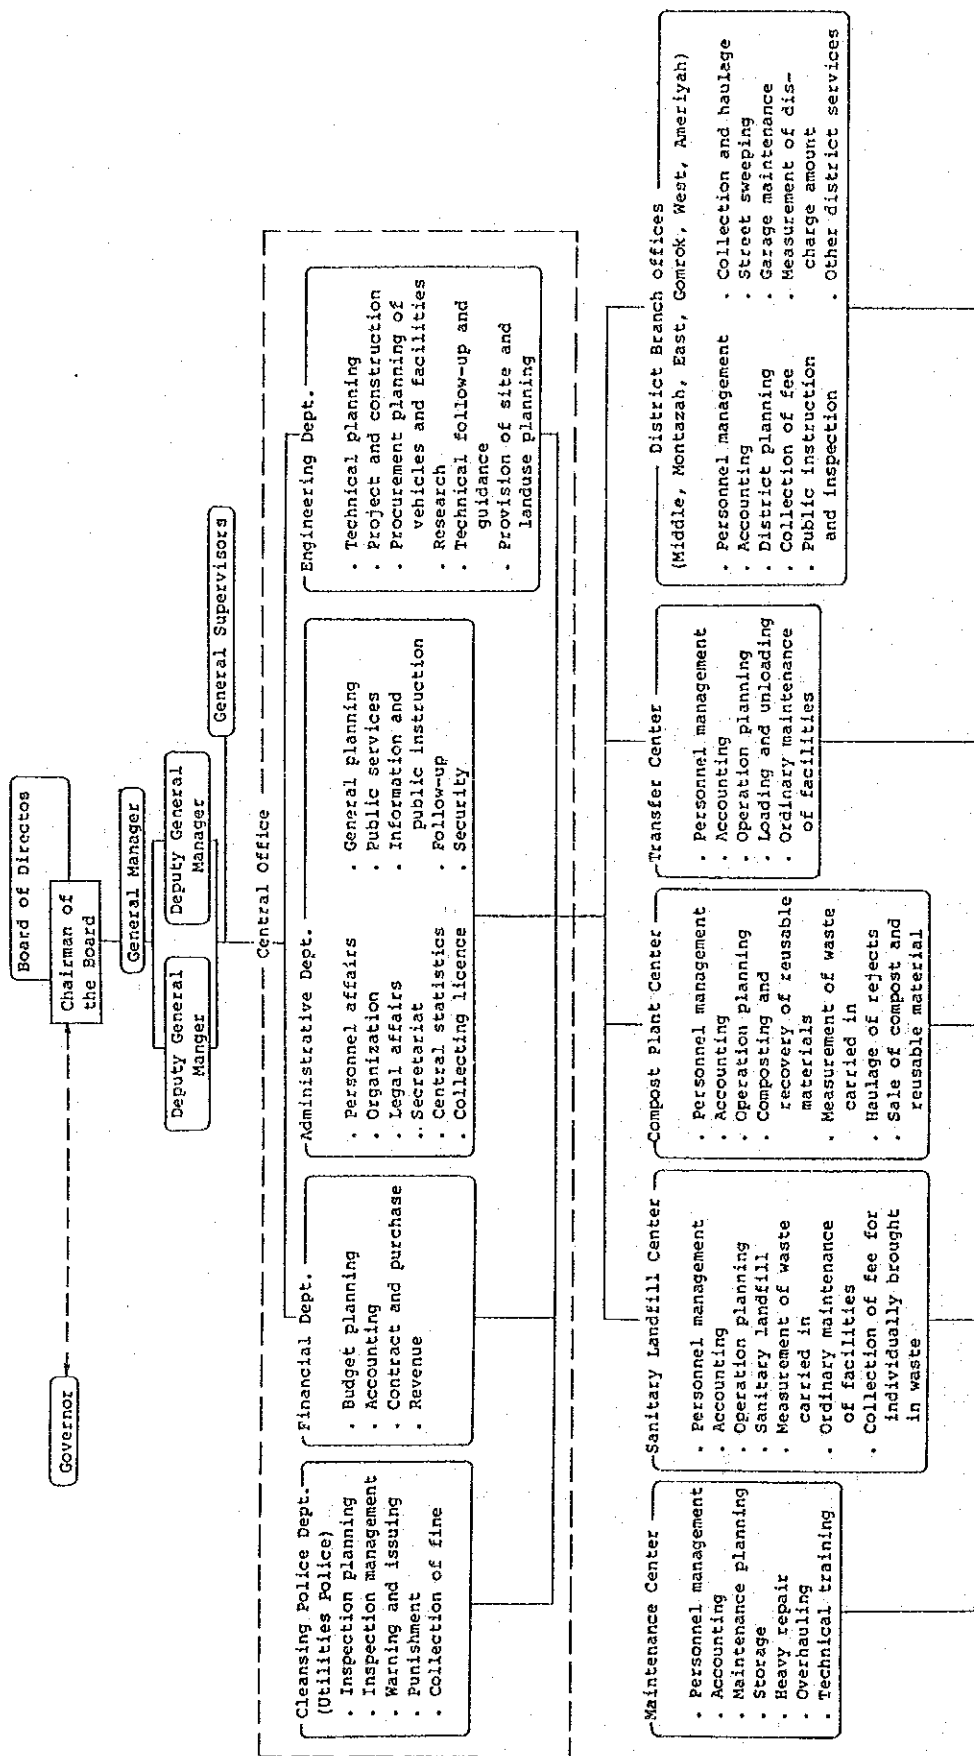 Board of Directos
Governor
Chairman of
the Board
General Manager
Deputy General
Manger
Deputy General
Manager
General Supervisors
Central Office
Cleansing Police Dept.
(Utilities Police)
· Inspection planning
· Inspection management
· Warning and issuing
· Punishment
· Collection of fine
Financial Dept.
· Budget planning
· Accounting
· Contract and purchase
· Revenue
Administrative Dept.
· Personnel affairs
· Organization
· Legal affairs
· Secretariat
· Central statistics
· Collecting licence
· General planning
· Public services
· Information and
public instruction
· Follow-up
· Security
Engineering Dept.
· Technical planning
· Project and construction
· Procurement planning of
vehicles and facilities
· Research
· Technical follow-up and
guidance
· Provision of site and
landuse planning
Maintenance Center
· Personnel management
· Accounting
· Maintenance planning
· Storage
· Heavy repair
· Overhauling
· Technical training
Sanitary Landfill Center
· Personnel management
· Accounting
· Operation planning
· Sanitary landfill
· Measurement of waste
carried in
· Ordinary maintenance
of facilities
· Collection of fee for
individually brought
in waste
Compost Plant Center
· Personnel management
· Accounting
· Operation planning
· Composting and
recovery of reusable
materials
· Measurement of waste
carried in
· Haulage of rejects
· Sale of compost and
reusable material
Transfer Center
· Personnel management
· Accounting
· Operation planning
· Loading and unloading
· Ordinary maintenance
of facilities
District Branch offices
(Middle, Montazah, East, Gomrok, West, Ameriyah)
· Personnel management
· Accounting
· District planning
· Collection of fee
· Public instruction
and inspection
· Collection and haulage
· Street sweeping
· Garage maintenance
· Measurement of dis-
charge amount
· Other district services